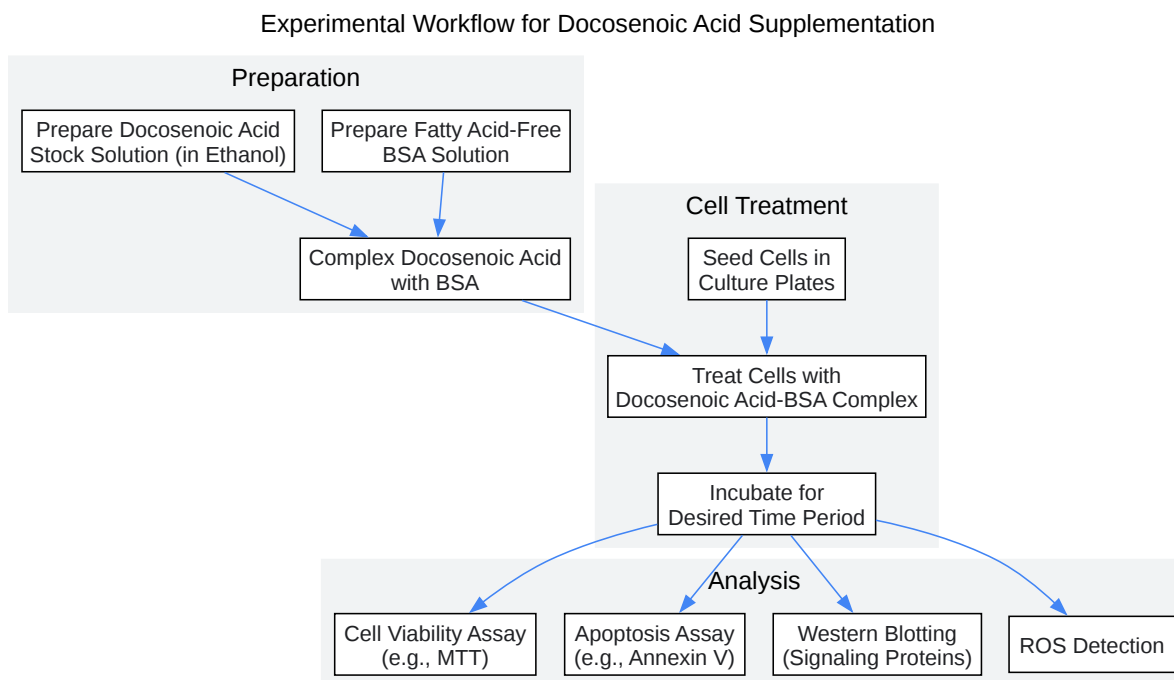 Experimental Workflow for Docosenoic Acid Supplementation
Preparation
Prepare Docosenoic Acid
Stock Solution (in Ethanol)
Prepare Fatty Acid-Free
BSA Solution
Complex Docosenoic Acid
with BSA
Cell Treatment
Seed Cells in
Culture Plates
Treat Cells with
Docosenoic Acid-BSA Complex
Incubate for
Desired Time Period
Analysis
Cell Viability Assay
(e.g., MTT)
Apoptosis Assay
(e.g., Annexin V)
Western Blotting
(Signaling Proteins)
ROS Detection